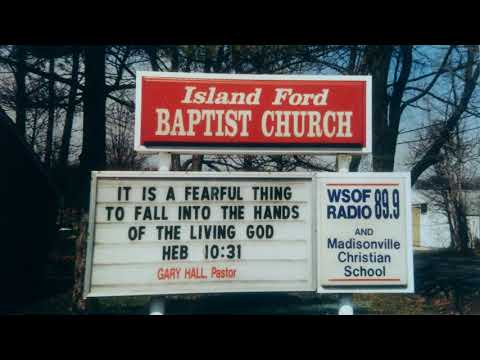 Island Ford
BAPTIST CHURCH
IT IS A FEARFUL THING
TO FALL INTO THE HANDS
OF THE LIVING GOD
HEB 10:31
GARY HALL, Pastor
WSOF
RADIO 89.9
AND
Madisonville
Christian
School